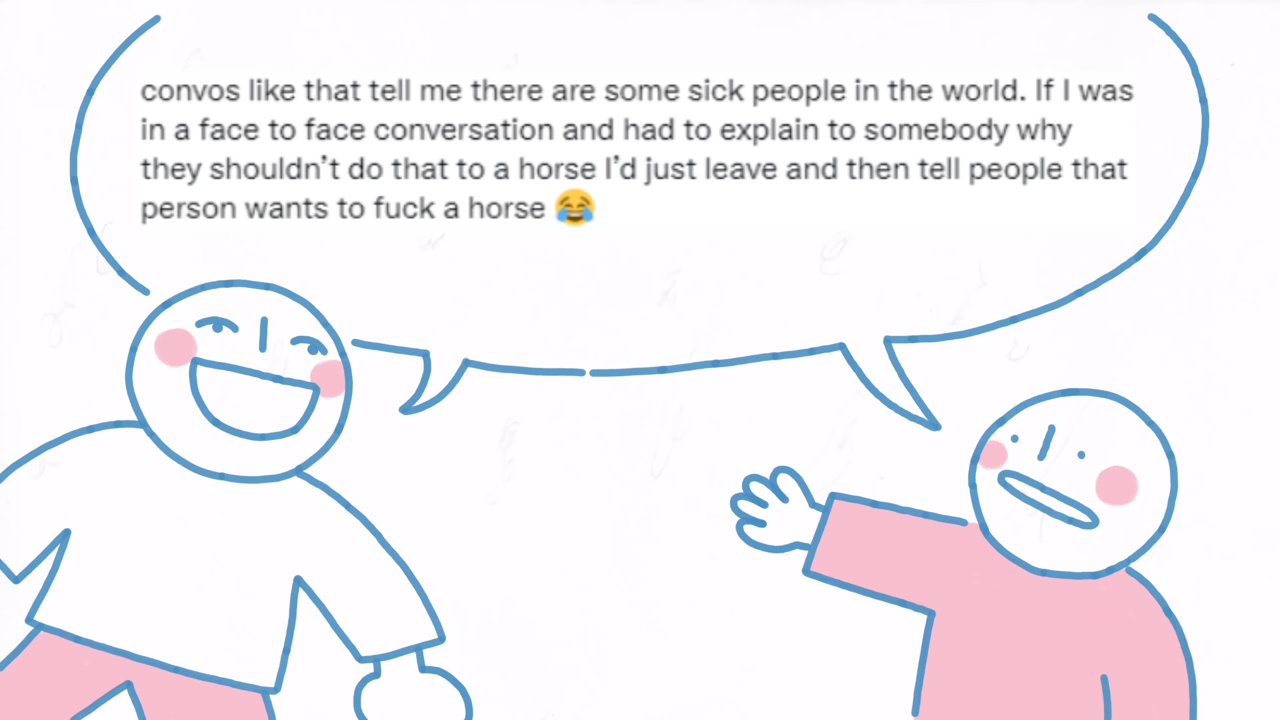 convos like that tell me there are some sick people in the world. If I was
in a face to face conversation and had to explain to somebody why
they shouldn’t do that to a horse I’d just leave and then tell people that
person wants to fuck a horse 😂